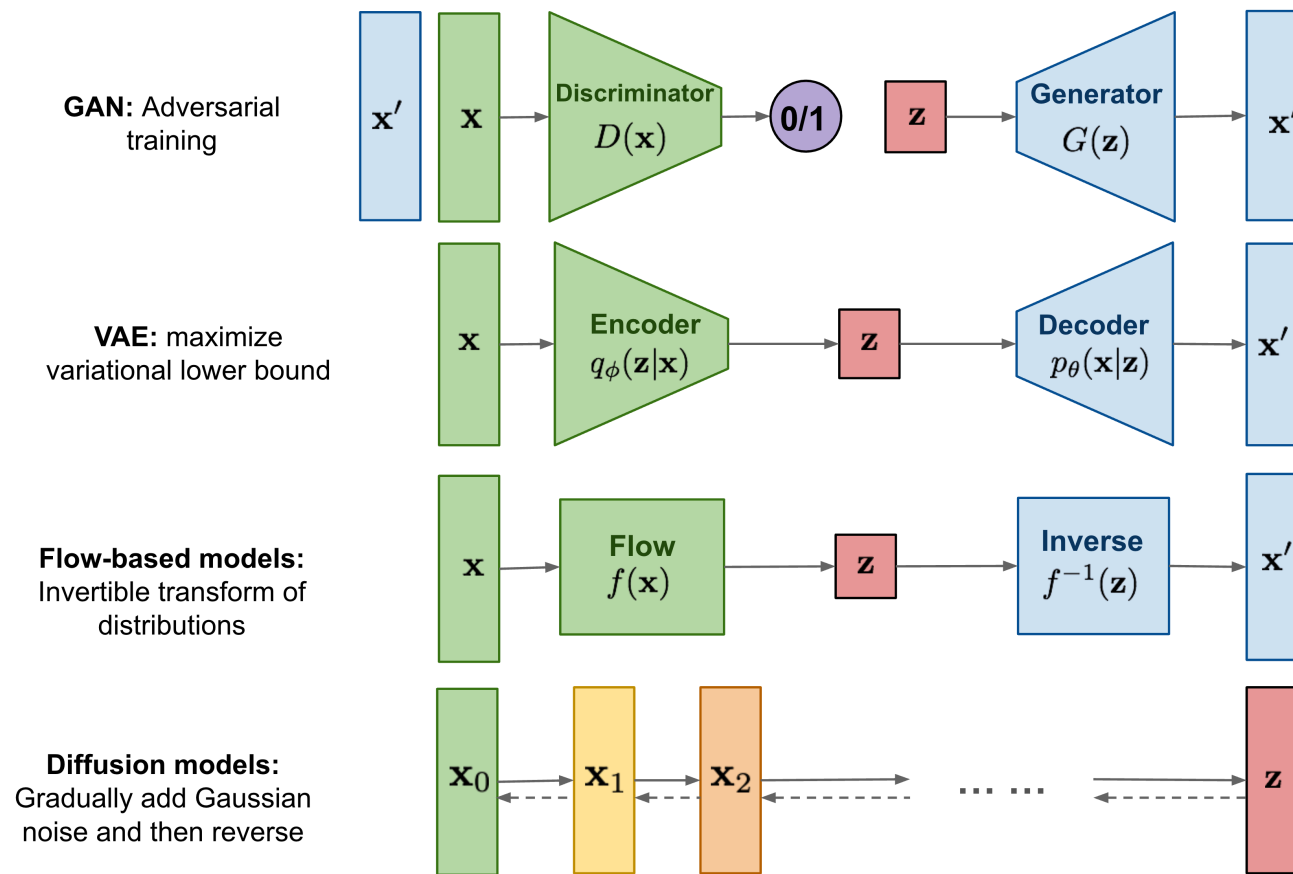 GAN: Adversarial
training
x′
x
Discriminator
D(x)
0/1
z
Generator
G(z)
x′
VAE: maximize
variational lower bound
x
Encoder
qϕ(z|x)
z
Decoder
pθ(x|z)
x′
Flow-based models:
Invertible transform of
distributions
x
Flow
f(x)
z
Inverse
f⁻¹(z)
x′
Diffusion models:
Gradually add Gaussian
noise and then reverse
x₀
x₁
x₂
... ...
z